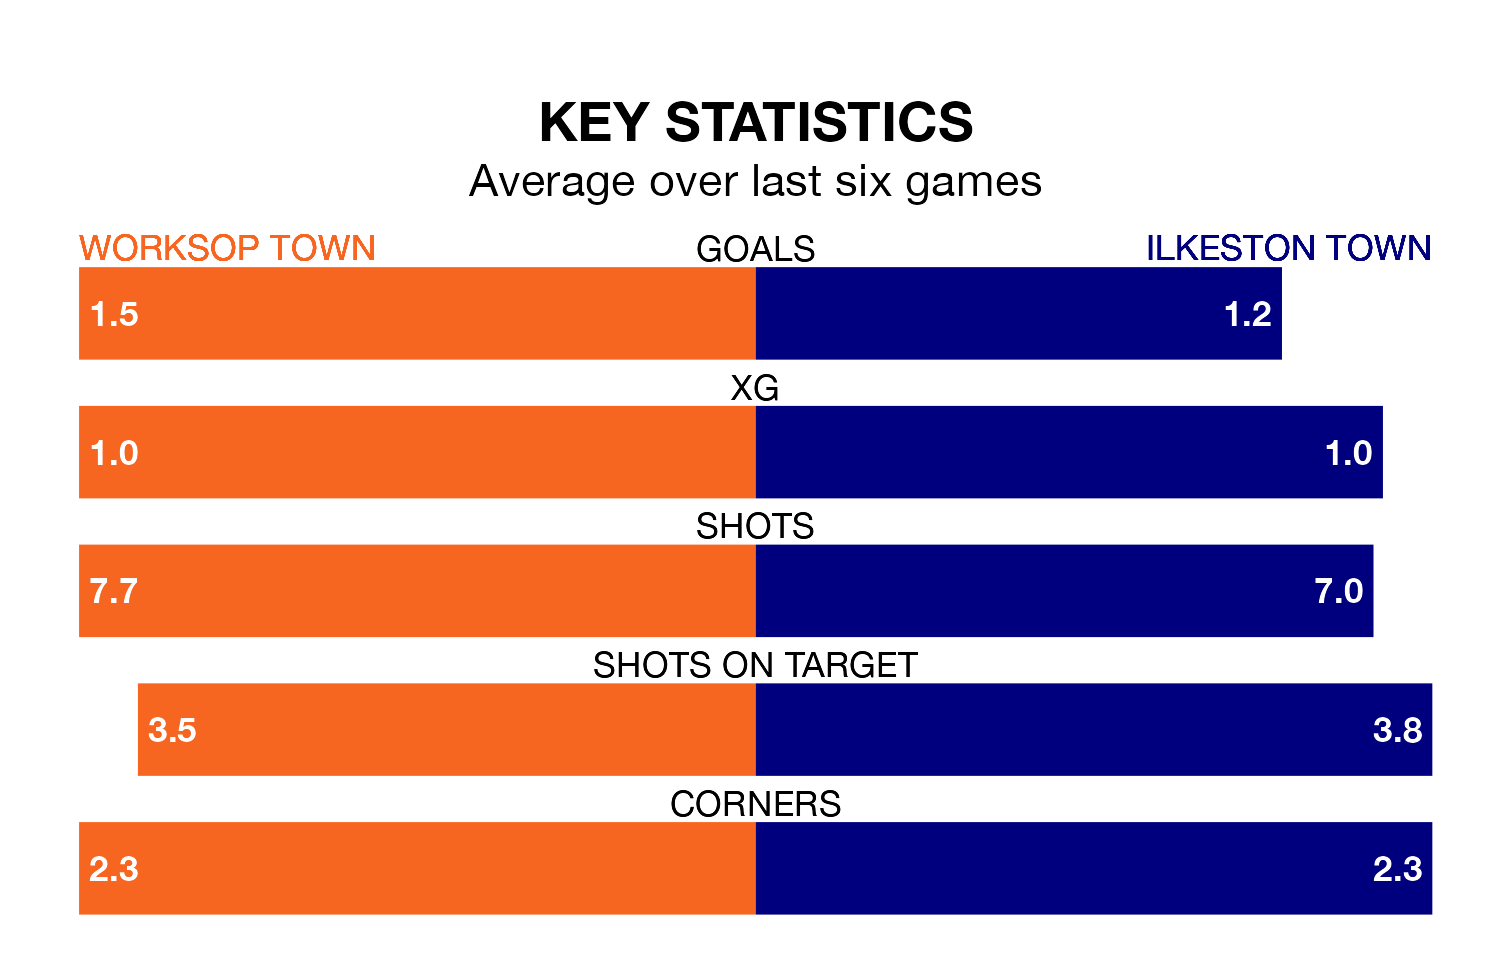 KEY STATISTICS
Average over last six games
WORKSOP TOWN GOALS ILKESTON TOWN
1.5 1.2
XG
1.0 1.0
SHOTS
7.7 7.0
SHOTS ON TARGET
3.5 3.8
CORNERS
2.3 2.3